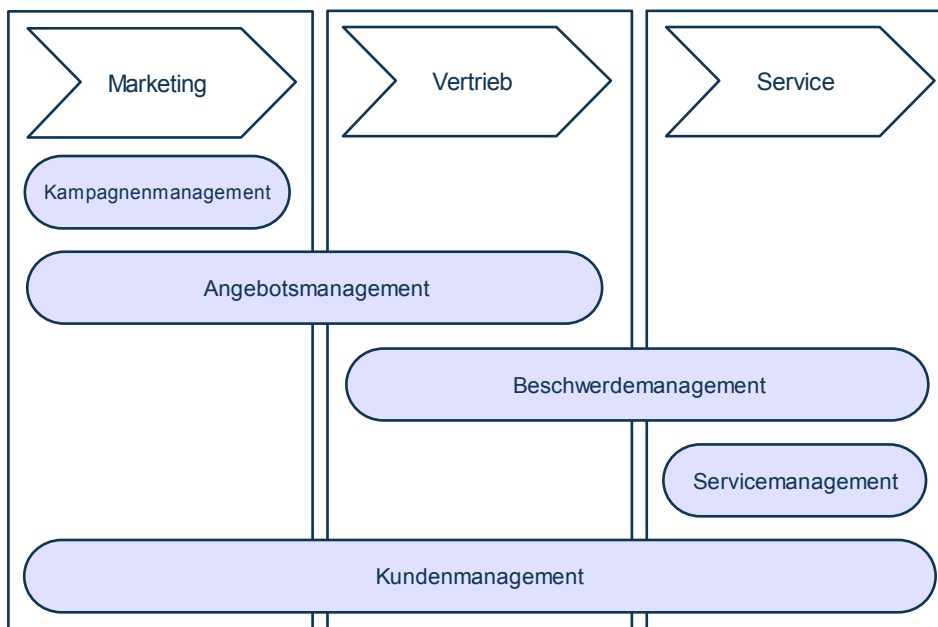 Marketing
Vertrieb
Service
Kampagnenmanagement
Angebotsmanagement
Beschwerdemanagement
Servicemanagement
Kundenmanagement